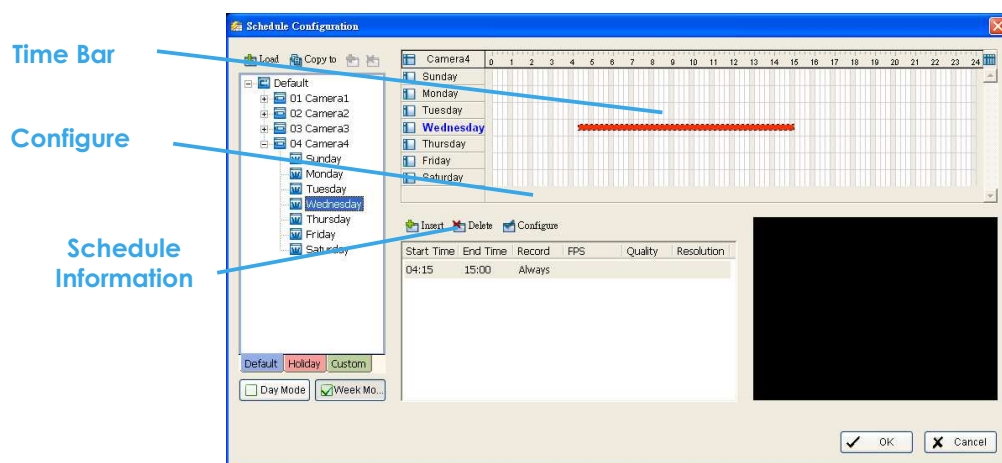 Schedule Configuration
Time Bar
Load Copy to
Camera4 0 1 2 3 4 5 6 7 8 9 10 11 12 13 14 15 16 17 18 19 20 21 22 23 24
Default
01 Camera1
02 Camera2
03 Camera3
04 Camera4
Sunday
Monday
Tuesday
Wednesday
Thursday
Friday
Saturday
Sunday
Monday
Tuesday
Wednesday
Thursday
Friday
Saturday
Configure
Schedule
Information
Insert Delete Configure
Start Time End Time Record FPS Quality Resolution
04:15 15:00 Always
Default Holiday Custom
Day Mode Week Mo...
OK Cancel